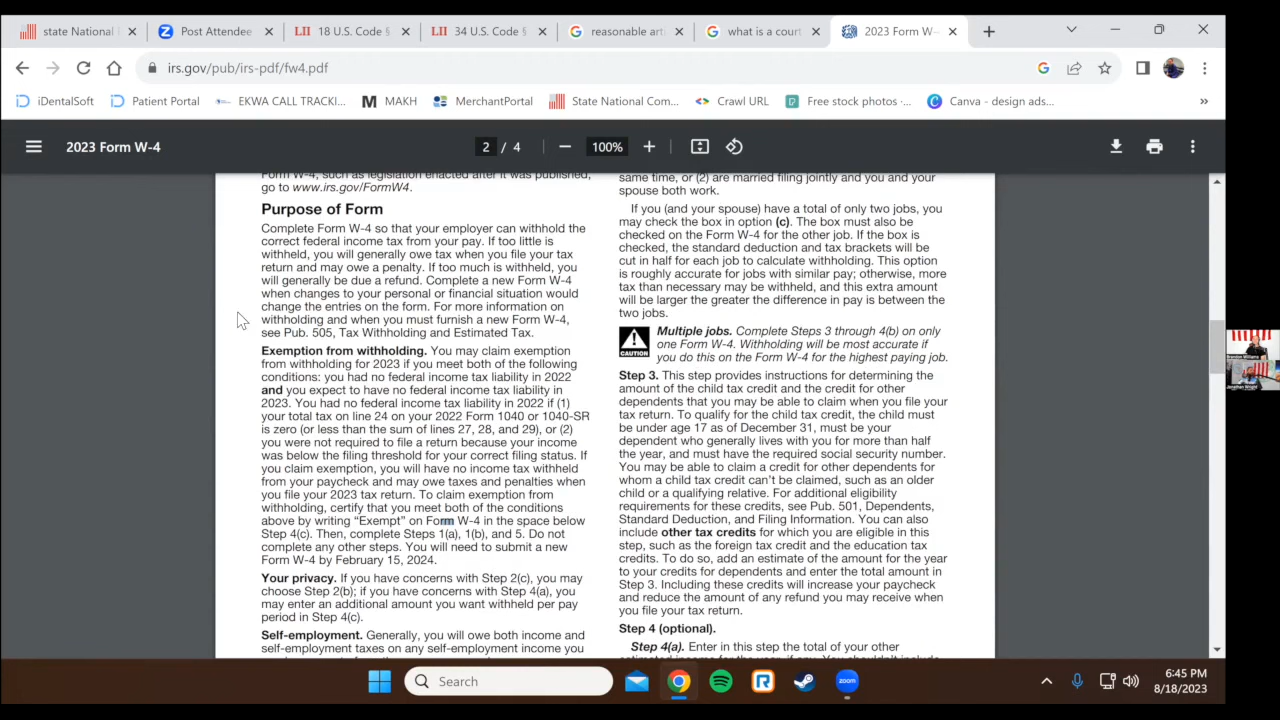 state National
Post Attendee
18 U.S. Code §
34 U.S. Code §
reasonable arti
what is a court
2023 Form W-
irs.gov/pub/irs-pdf/fw4.pdf
iDentalSoft
Patient Portal
EKWA CALL TRACKI...
MAKH
MerchantPortal
State National Com...
Crawl URL
Free stock photos -...
Canva - design ads...
2023 Form W-4
2 / 4
100%
Form W-4, such as legislation enacted after it was published,
go to www.irs.gov/FormW4.
Purpose of Form
Complete Form W-4 so that your employer can withhold the
correct federal income tax from your pay. If too little is
withheld, you will generally owe tax when you file your tax
return and may owe a penalty. If too much is withheld, you
will generally be due a refund. Complete a new Form W-4
when changes to your personal or financial situation would
change the entries on the form. For more information on
withholding and when you must furnish a new Form W-4,
see Pub. 505, Tax Withholding and Estimated Tax.
Exemption from withholding. You may claim exemption
from withholding for 2023 if you meet both of the following
conditions: you had no federal income tax liability in 2022
and you expect to have no federal income tax liability in
2023. You had no federal income tax liability in 2022 if (1)
your total tax on line 24 on your 2022 Form 1040 or 1040-SR
is zero (or less than the sum of lines 27, 28, and 29), or (2)
you were not required to file a return because your income
was below the filing threshold for your correct filing status. If
you claim exemption, you will have no income tax withheld
from your paycheck and may owe taxes and penalties when
you file your 2023 tax return. To claim exemption from
withholding, certify that you meet both of the conditions
above by writing “Exempt” on Form W-4 in the space below
Step 4(c). Then, complete Steps 1(a), 1(b), and 5. Do not
complete any other steps. You will need to submit a new
Form W-4 by February 15, 2024.
Your privacy. If you have concerns with Step 2(c), you may
choose Step 2(b); if you have concerns with Step 4(a), you
may enter an additional amount you want withheld per pay
period in Step 4(c).
Self-employment. Generally, you will owe both income and
self-employment taxes on any self-employment income you
same time, or (2) are married filing jointly and you and your
spouse both work.
If you (and your spouse) have a total of only two jobs, you
may check the box in option (c). The box must also be
checked on the Form W-4 for the other job. If the box is
checked, the standard deduction and tax brackets will be
cut in half for each job to calculate withholding. This option
is roughly accurate for jobs with similar pay; otherwise, more
tax than necessary may be withheld, and this extra amount
will be larger the greater the difference in pay is between the
two jobs.
CAUTION
Multiple jobs. Complete Steps 3 through 4(b) on only
one Form W-4. Withholding will be most accurate if
you do this on the Form W-4 for the highest paying job.
Step 3. This step provides instructions for determining the
amount of the child tax credit and the credit for other
dependents that you may be able to claim when you file your
tax return. To qualify for the child tax credit, the child must
be under age 17 as of December 31, must be your
dependent who generally lives with you for more than half
the year, and must have the required social security number.
You may be able to claim a credit for other dependents for
whom a child tax credit can’t be claimed, such as an older
child or a qualifying relative. For additional eligibility
requirements for these credits, see Pub. 501, Dependents,
Standard Deduction, and Filing Information. You can also
include other tax credits for which you are eligible in this
step, such as the foreign tax credit and the education tax
credits. To do so, add an estimate of the amount for the year
to your credits for dependents and enter the total amount in
Step 3. Including these credits will increase your paycheck
and reduce the amount of any refund you may receive when
you file your tax return.
Step 4 (optional).
Step 4(a). Enter in this step the total of your other
Brandon Williams
Jonathan Wright
Search
zoom
6:45 PM
8/18/2023